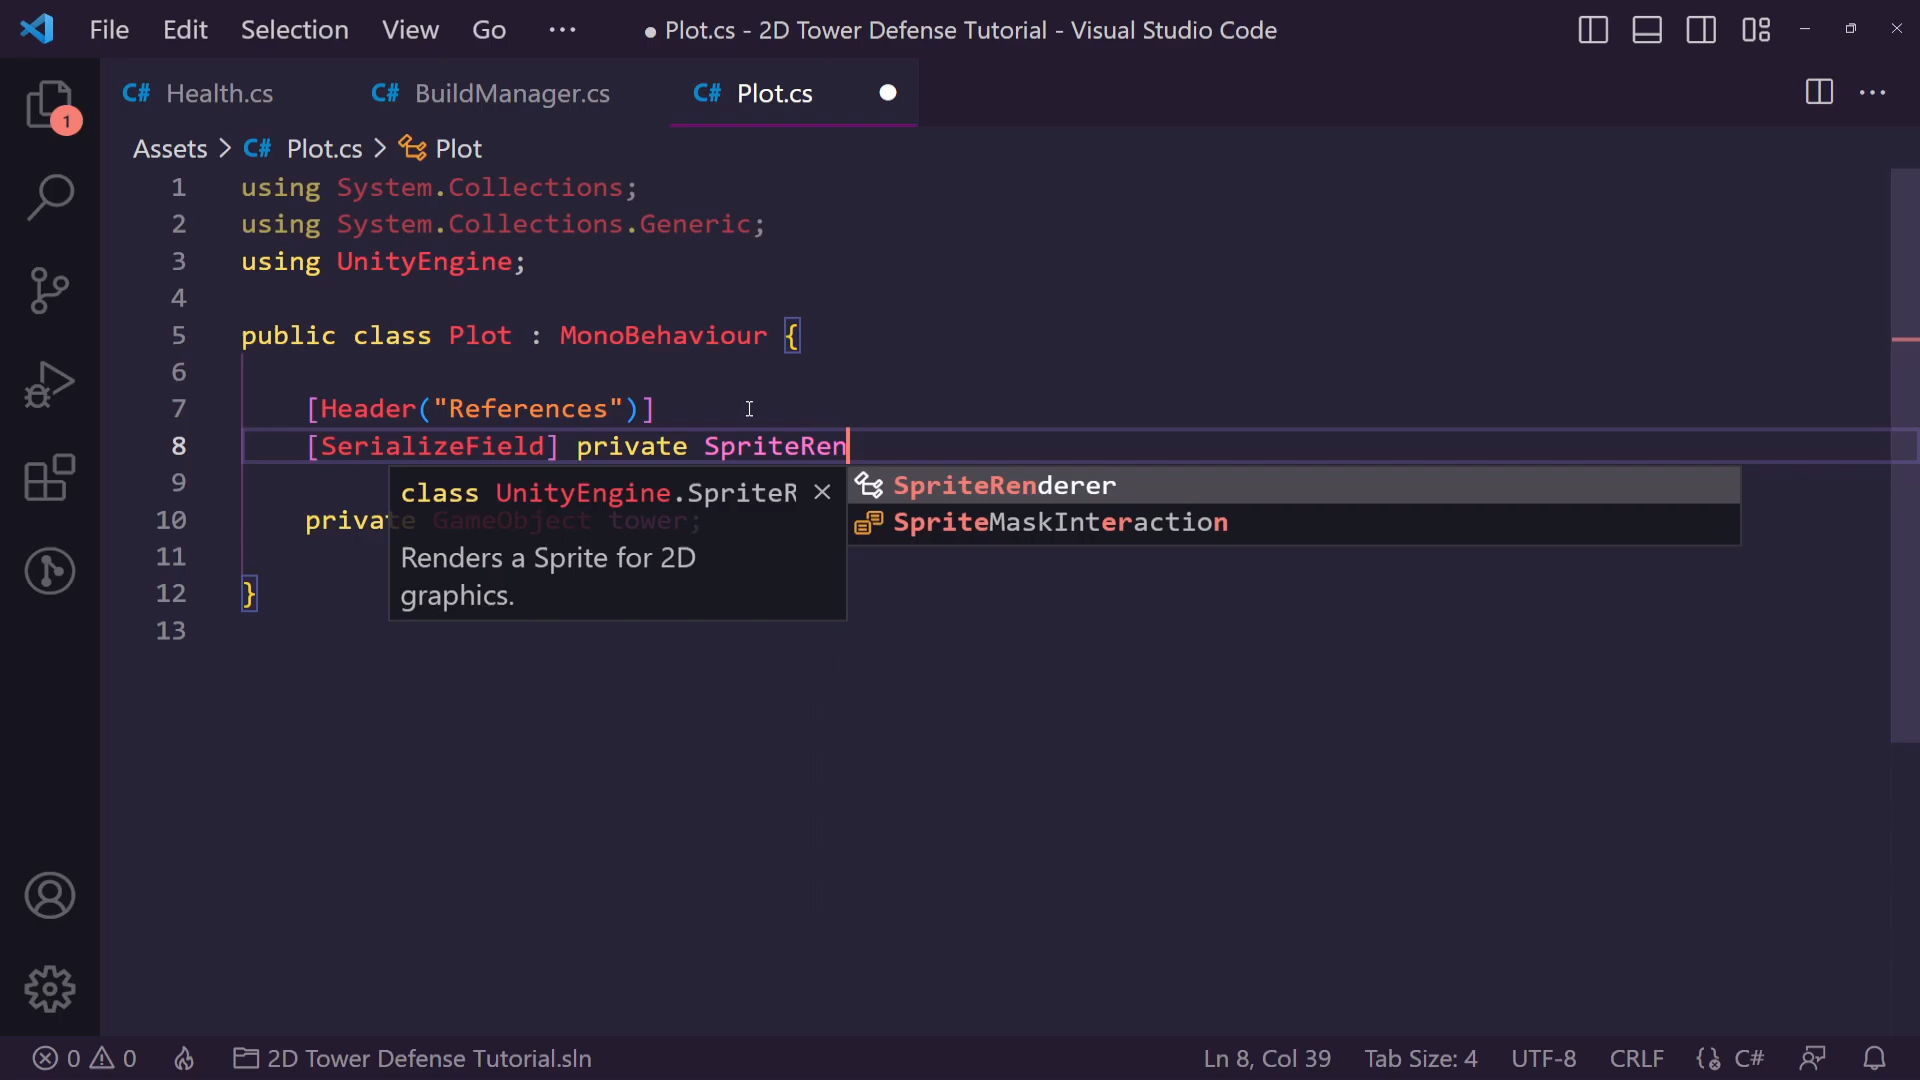 File Edit Selection View Go ··· ● Plot.cs - 2D Tower Defense Tutorial - Visual Studio Code
C# Health.cs C# BuildManager.cs C# Plot.cs
Assets > C# Plot.cs > Plot
1 using System.Collections;
2 using System.Collections.Generic;
3 using UnityEngine;
4
5 public class Plot : MonoBehaviour {
6
7 [Header("References")]
8 [SerializeField] private SpriteRen
9
10 private GameObject tower;
11
12 }
13
class UnityEngine.SpriteR
Renders a Sprite for 2D
graphics.
SpriteRenderer
SpriteMaskInteraction
1
0 0 2D Tower Defense Tutorial.sln Ln 8, Col 39 Tab Size: 4 UTF-8 CRLF C#